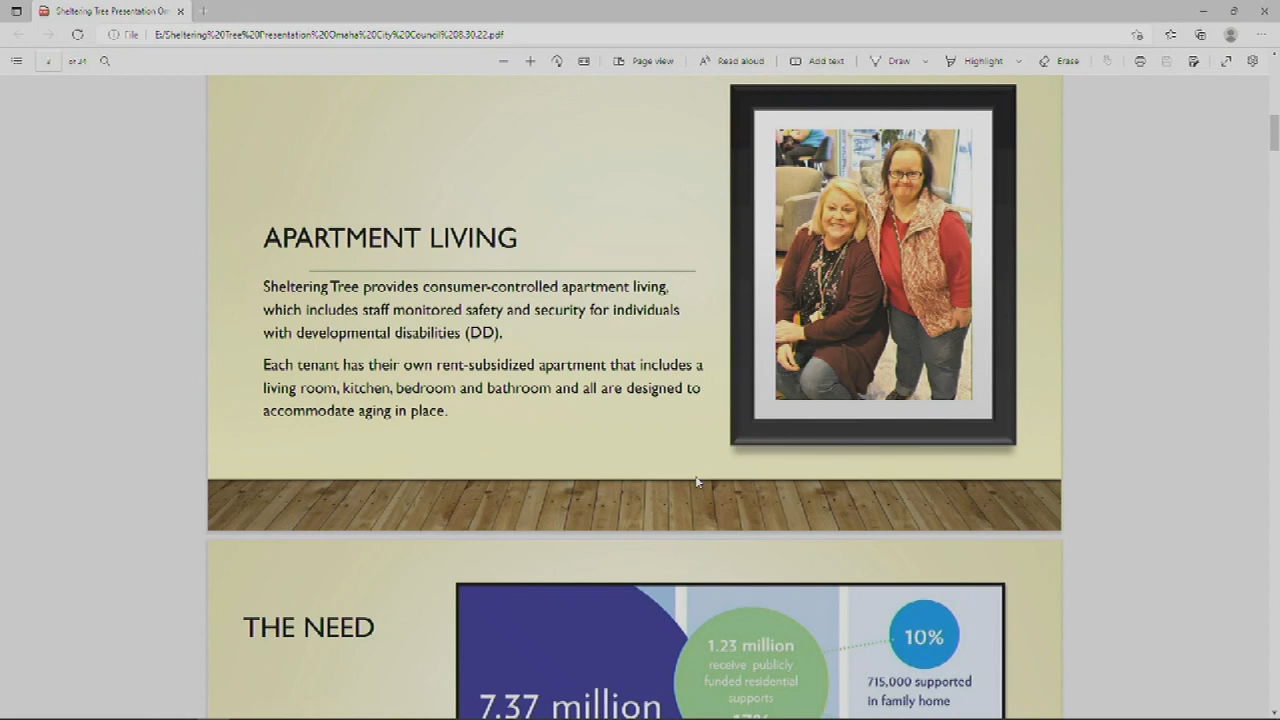 Sheltering Tree Presentation Om
File
E:/Sheltering%20Tree%20Presentation%20Omaha%20City%20Council%208.30.22.pdf
Page view
Read aloud
Add text
Draw
Highlight
Erase
APARTMENT LIVING
Sheltering Tree provides consumer-controlled apartment living,
which includes staff monitored safety and security for individuals
with developmental disabilities (DD).
Each tenant has their own rent-subsidized apartment that includes a
living room, kitchen, bedroom and bathroom and all are designed to
accommodate aging in place.
THE NEED
7.37 million
1.23 million
receive publicly
funded residential
supports
17%
10%
715,000 supported
in family home